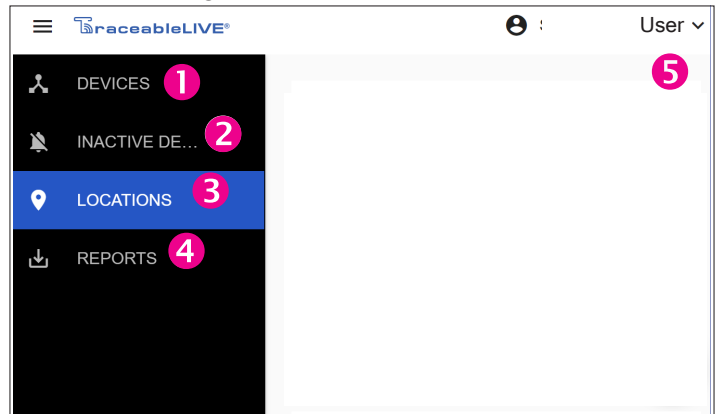 TraceableLIVE®
User
5
DEVICES 1
INACTIVE DE... 2
LOCATIONS 3
REPORTS 4